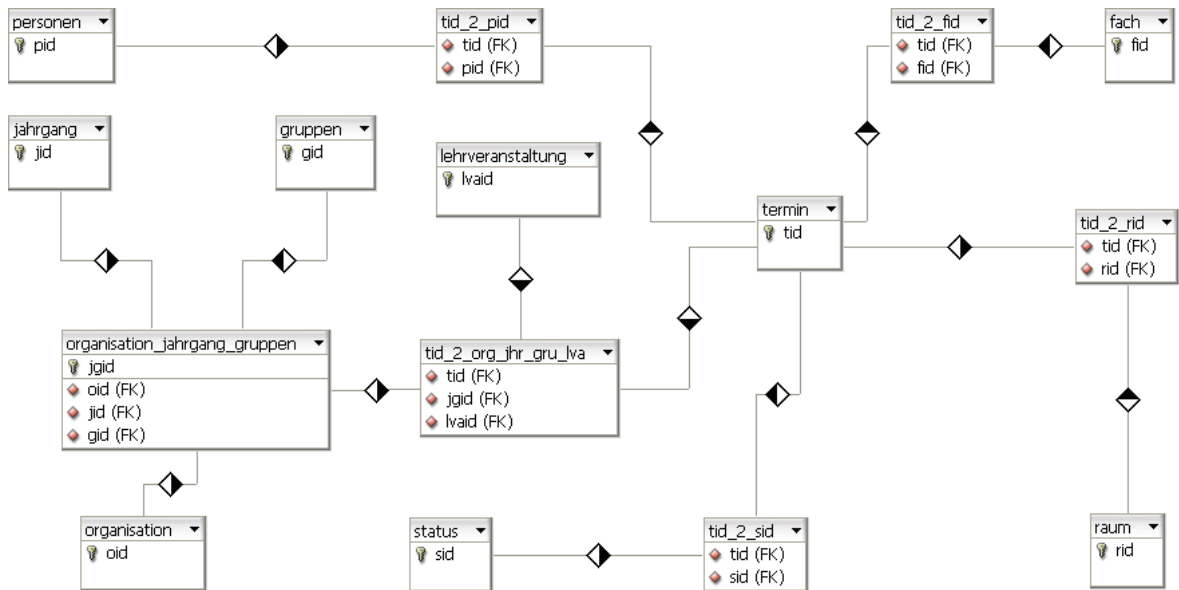 personen
pid
tid_2_pid
tid (FK)
pid (FK)
tid_2_fid
tid (FK)
fid (FK)
fach
fid
jahrgang
jid
gruppen
gid
lehrveranstaltung
lvaid
termin
tid
tid_2_rid
tid (FK)
rid (FK)
organisation_jahrgang_gruppen
jgid
oid (FK)
jid (FK)
gid (FK)
tid_2_org_jhr_gru_lva
tid (FK)
jgid (FK)
lvaid (FK)
organisation
oid
status
sid
tid_2_sid
tid (FK)
sid (FK)
raum
rid